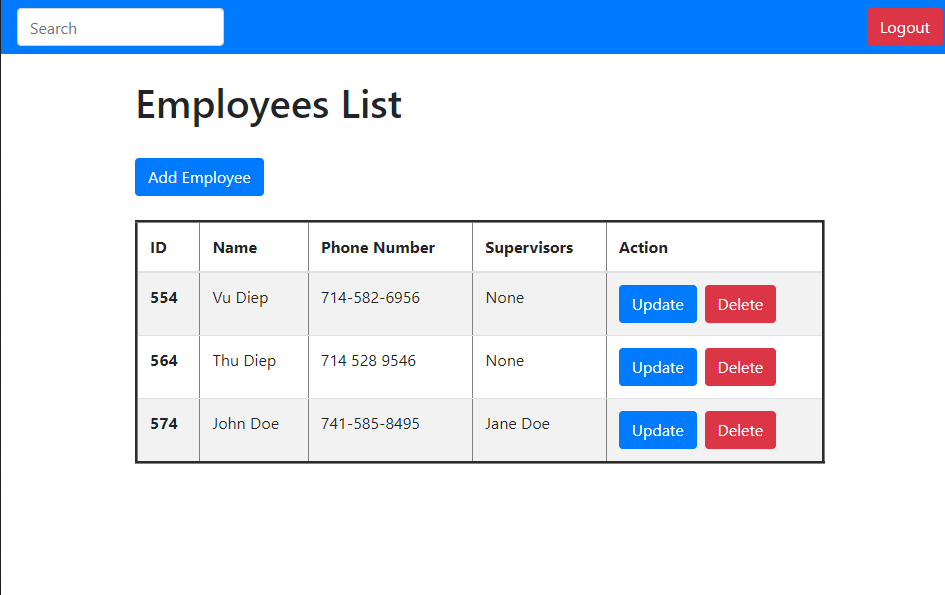 Search Logout
Employees List
Add Employee
ID Name Phone Number Supervisors Action
554 Vu Diep 714-582-6956 None Update Delete
564 Thu Diep 714 528 9546 None Update Delete
574 John Doe 741-585-8495 Jane Doe Update Delete